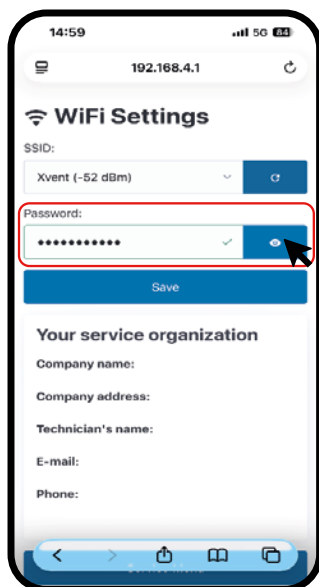 14:59 5G 84
192.168.4.1
WiFi Settings
SSID:
Xvent (-52 dBm)
Password:
•••••••••••
Save
Your service organization
Company name:
Company address:
Technician's name:
E-mail:
Phone: